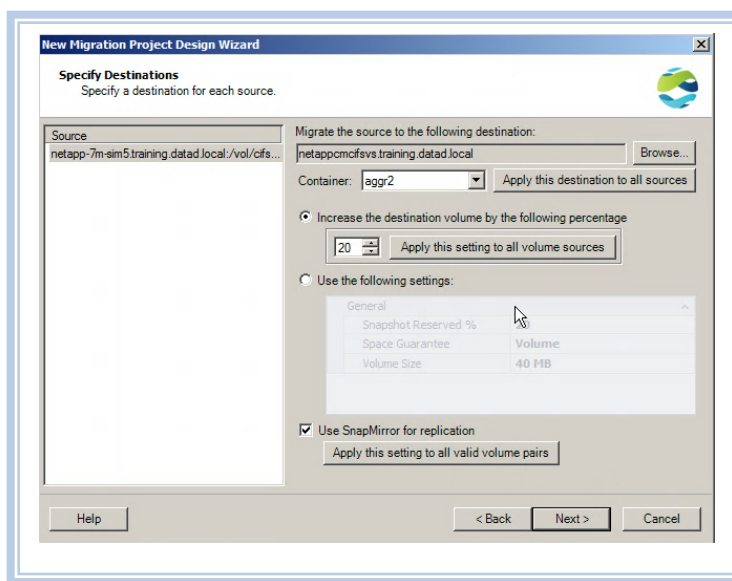 New Migration Project Design Wizard
Specify Destinations
Specify a destination for each source.
Source
netapp-7m-sim5.training.datad.local:/vol/cifs...
Migrate the source to the following destination:
netappcmcifsvs.training.datad.local
Browse...
Container: aggr2
Apply this destination to all sources
Increase the destination volume by the following percentage
20
Apply this setting to all volume sources
Use the following settings:
General
Snapshot Reserved %
Space Guarantee Volume
Volume Size 40 MB
Use SnapMirror for replication
Apply this setting to all valid volume pairs
Help
< Back
Next >
Cancel